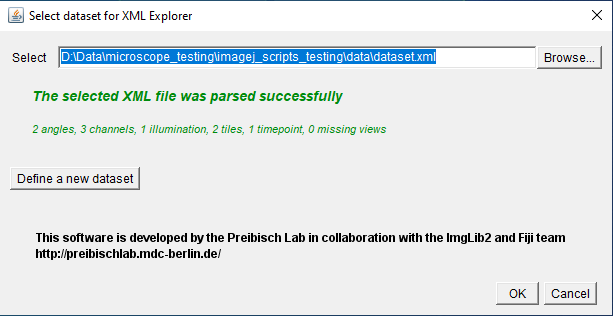 Select dataset for XML Explorer
Select D:\Data\microscope_testing\imagej_scripts_testing\data\dataset.xml Browse...
The selected XML file was parsed successfully
2 angles, 3 channels, 1 illumination, 2 tiles, 1 timepoint, 0 missing views
Define a new dataset
This software is developed by the Preibisch Lab in collaboration with the ImgLib2 and Fiji team
http://preibischlab.mdc-berlin.de/
OK Cancel